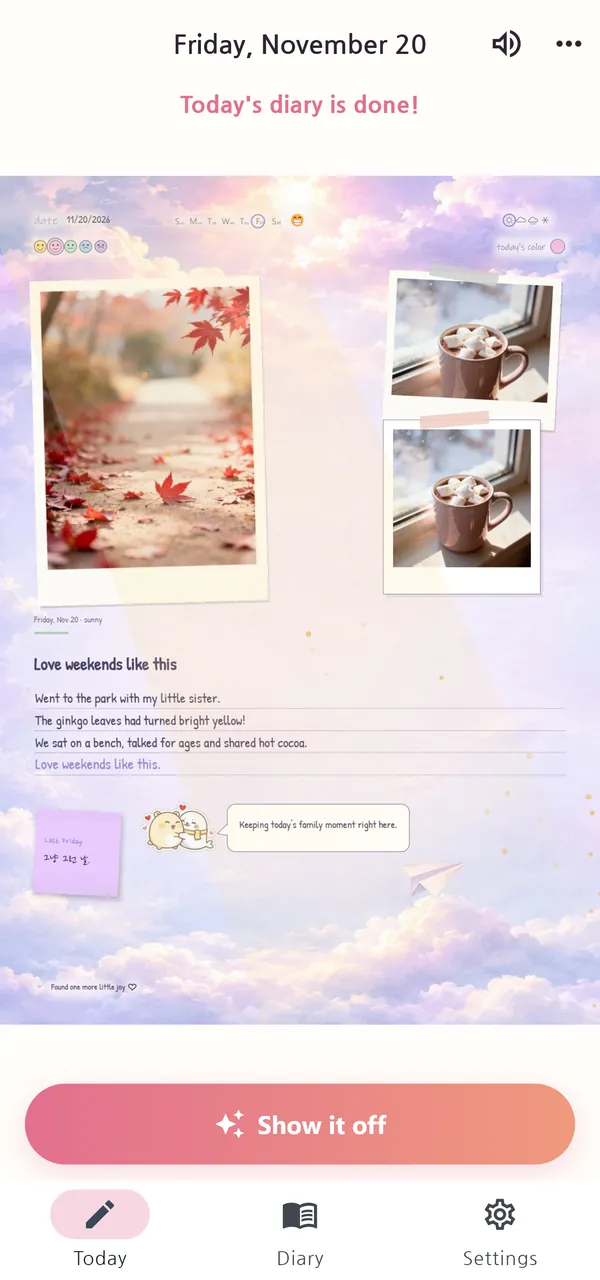 Friday, November 20
Today's diary is done!
date 11/20/2026
today's color
Friday, Nov 20 · sunny
Love weekends like this
Went to the park with my little sister.
The ginkgo leaves had turned bright yellow!
We sat on a bench, talked for ages and shared hot cocoa.
Love weekends like this.
Last Friday
그냥 그런 날.
Keeping today's family moment right here.
Found one more little joy ♡
Show it off
Today
Diary
Settings